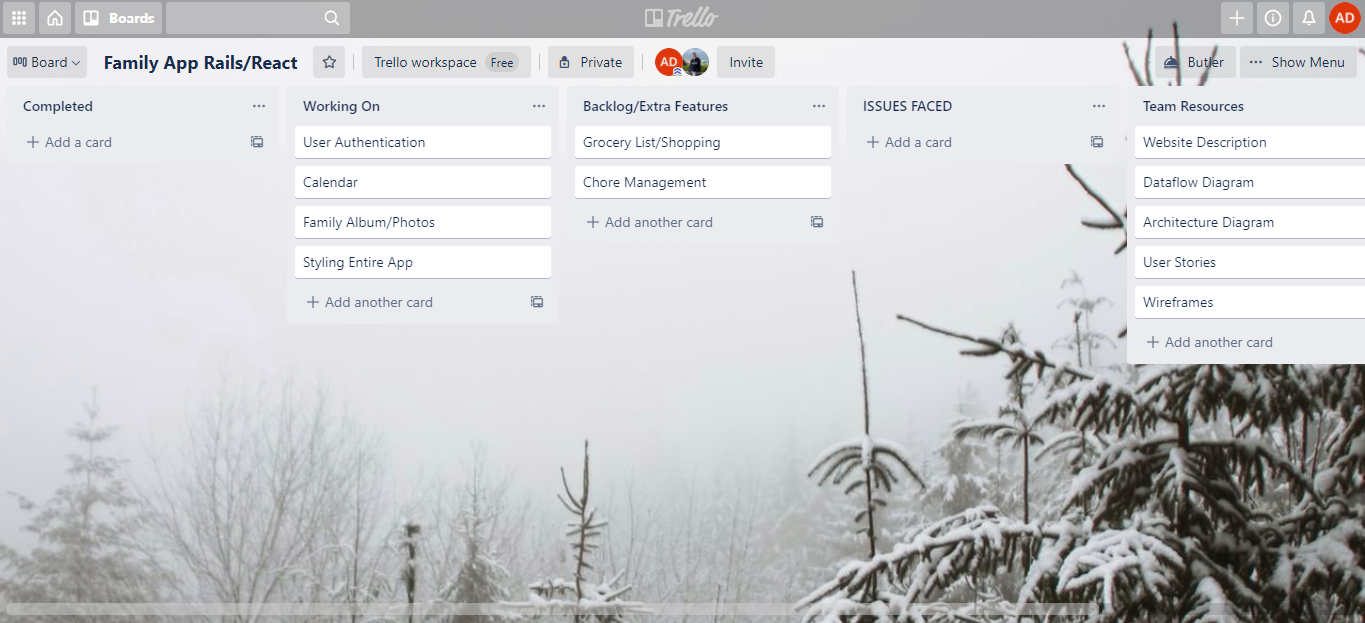 Boards
Trello
AD
Board
Family App Rails/React
Trello workspace Free
Private
AD
Invite
Butler
··· Show Menu
Completed ···
+ Add a card
Working On ···
User Authentication
Calendar
Family Album/Photos
Styling Entire App
+ Add another card
Backlog/Extra Features ···
Grocery List/Shopping
Chore Management
+ Add another card
ISSUES FACED ···
+ Add a card
Team Resources
Website Description
Dataflow Diagram
Architecture Diagram
User Stories
Wireframes
+ Add another card